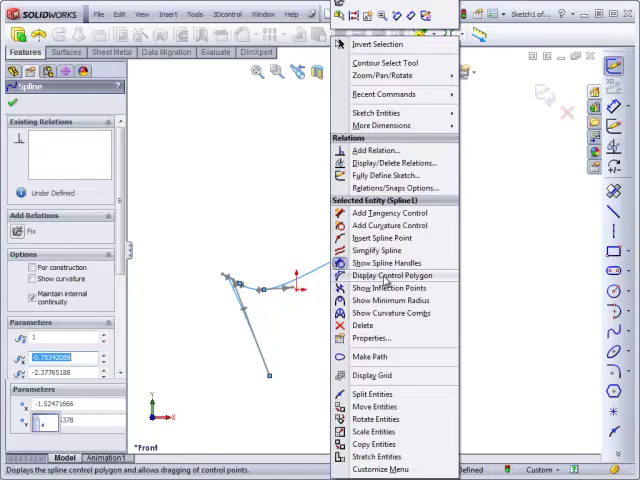 SOLIDWORKS
File
Edit
View
Insert
Tools
3Dcontrol
Window
Sketch1 of...
Features
Surfaces
Sheet Metal
Evaluate
DimXpert
Spline
?
Existing Relations
Under Defined
Add Relations
Fix
Options
For construction
Show curvature
Maintain internal continuity
Parameters
1
-0.75342089
-2.37765188
Parameters
-1.52471666
5378
Invert Selection
Contour Select Tool
Zoom/Pan/Rotate
Recent Commands
Sketch Entities
More Dimensions
Relations
Add Relation...
Display/Delete Relations...
Fully Define Sketch...
Relations/Snaps Options...
Selected Entity (Spline1)
Add Tangency Control
Add Curvature Control
Insert Spline Point
Simplify Spline
Show Spline Handles
Display Control Polygon
Show Inflection Points
Show Minimum Radius
Show Curvature Combs
Delete
Properties...
Make Path
Display Grid
Split Entities
Move Entities
Rotate Entities
Scale Entities
Copy Entities
Stretch Entities
Customize Menu
Y
X
*Front
Model
Animation1
Displays the spline control polygon and allows dragging of control points.
Defined
Custom